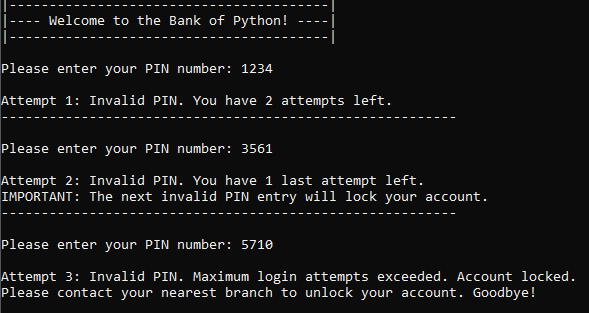 |----------------------------------------|
|---- Welcome to the Bank of Python! ----|
|----------------------------------------|
Please enter your PIN number: 1234
Attempt 1: Invalid PIN. You have 2 attempts left.
---------------------------------------------------------
Please enter your PIN number: 3561
Attempt 2: Invalid PIN. You have 1 last attempt left.
IMPORTANT: The next invalid PIN entry will lock your account.
---------------------------------------------------------
Please enter your PIN number: 5710
Attempt 3: Invalid PIN. Maximum login attempts exceeded. Account locked.
Please contact your nearest branch to unlock your account. Goodbye!